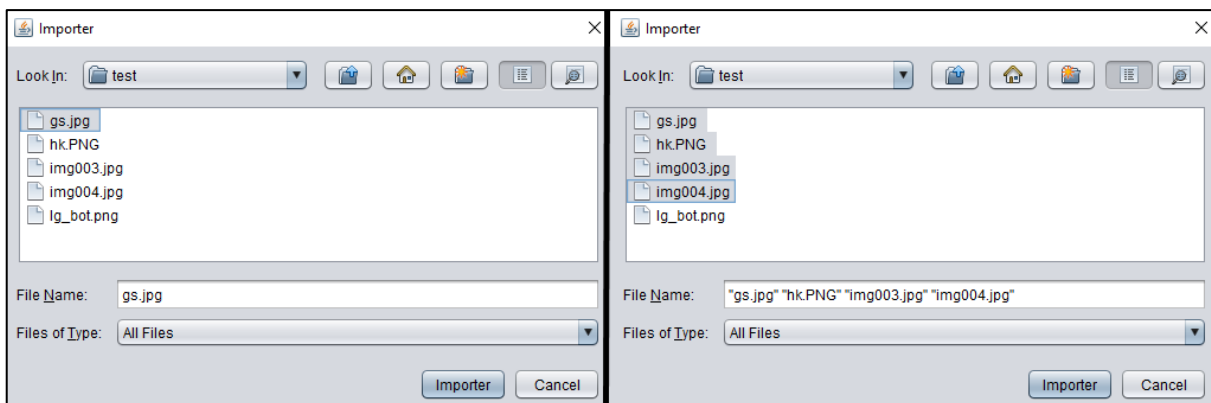 Importer
Look In: test
gs.jpg
hk.PNG
img003.jpg
img004.jpg
lg_bot.png
File Name: gs.jpg
Files of Type: All Files
Importer Cancel
Importer
Look In: test
gs.jpg
hk.PNG
img003.jpg
img004.jpg
lg_bot.png
File Name: "gs.jpg" "hk.PNG" "img003.jpg" "img004.jpg"
Files of Type: All Files
Importer Cancel